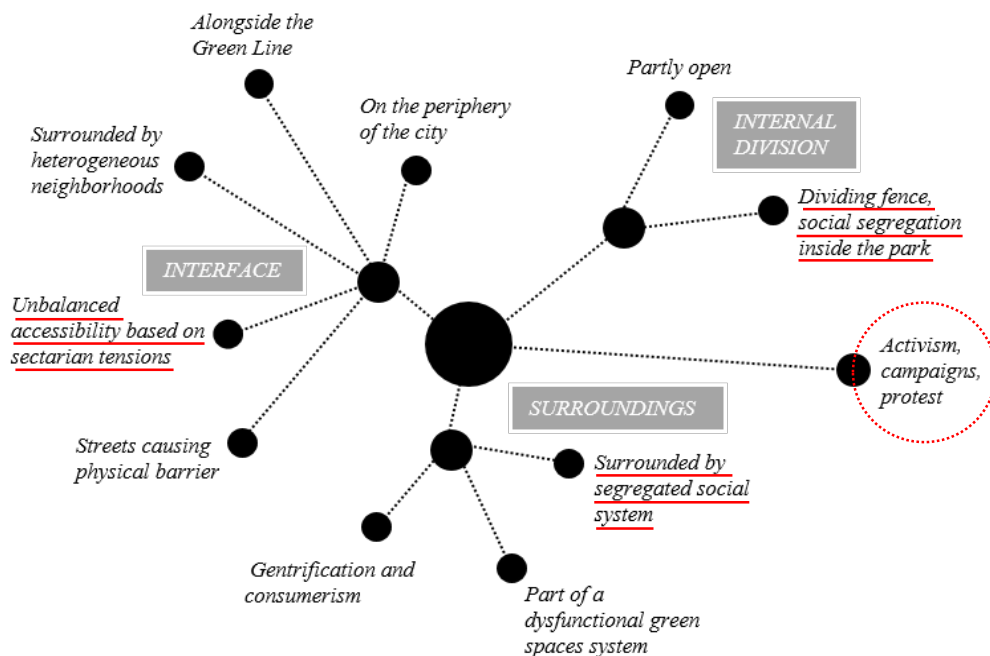 Alongside the
Green Line
Partly open
On the periphery
of the city
INTERNAL
DIVISION
Surrounded by
heterogeneous
neighborhoods
Dividing fence,
social segregation
inside the park
INTERFACE
Unbalanced
accessibility based on
sectarian tensions
Activism,
campaigns,
protest
SURROUNDINGS
Streets causing
physical barrier
Surrounded by
segregated social
system
Gentrification and
consumerism
Part of a
dysfunctional green
spaces system